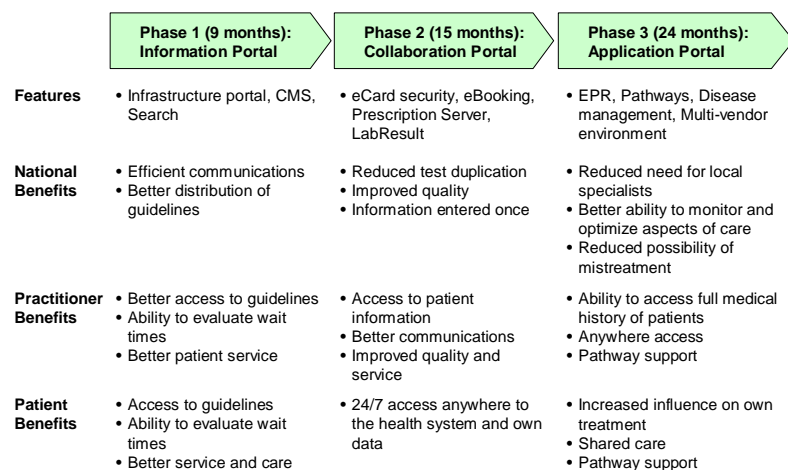 Phase 1 (9 months):
Information Portal
Phase 2 (15 months):
Collaboration Portal
Phase 3 (24 months):
Application Portal
Features
• Infrastructure portal, CMS,
Search
• eCard security, eBooking,
Prescription Server,
LabResult
• EPR, Pathways, Disease
management, Multi-vendor
environment
National
Benefits
• Efficient communications
• Better distribution of
guidelines
• Reduced test duplication
• Improved quality
• Information entered once
• Reduced need for local
specialists
• Better ability to monitor and
optimize aspects of care
• Reduced possibility of
mistreatment
Practitioner
Benefits
• Better access to guidelines
• Ability to evaluate wait
times
• Better patient service
• Access to patient
information
• Better communications
• Improved quality and
service
• Ability to access full medical
history of patients
• Anywhere access
• Pathway support
Patient
Benefits
• Access to guidelines
• Ability to evaluate wait
times
• Better service and care
• 24/7 access anywhere to
the health system and own
data
• Increased influence on own
treatment
• Shared care
• Pathway support